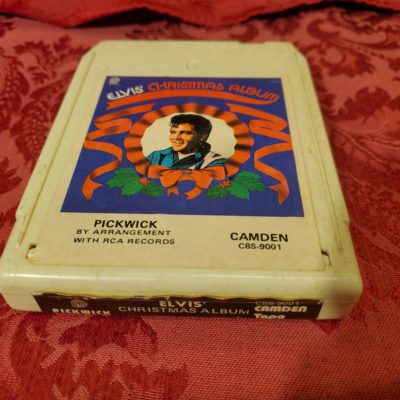 ELVIS' CHRISTMAS ALBUM
PICKWICK
BY ARRANGEMENT
WITH RCA RECORDS
CAMDEN
C8S-9001
PICKWICK
ELVIS'
CHRISTMAS ALBUM
C8S-9001
CAMDEN
Tape